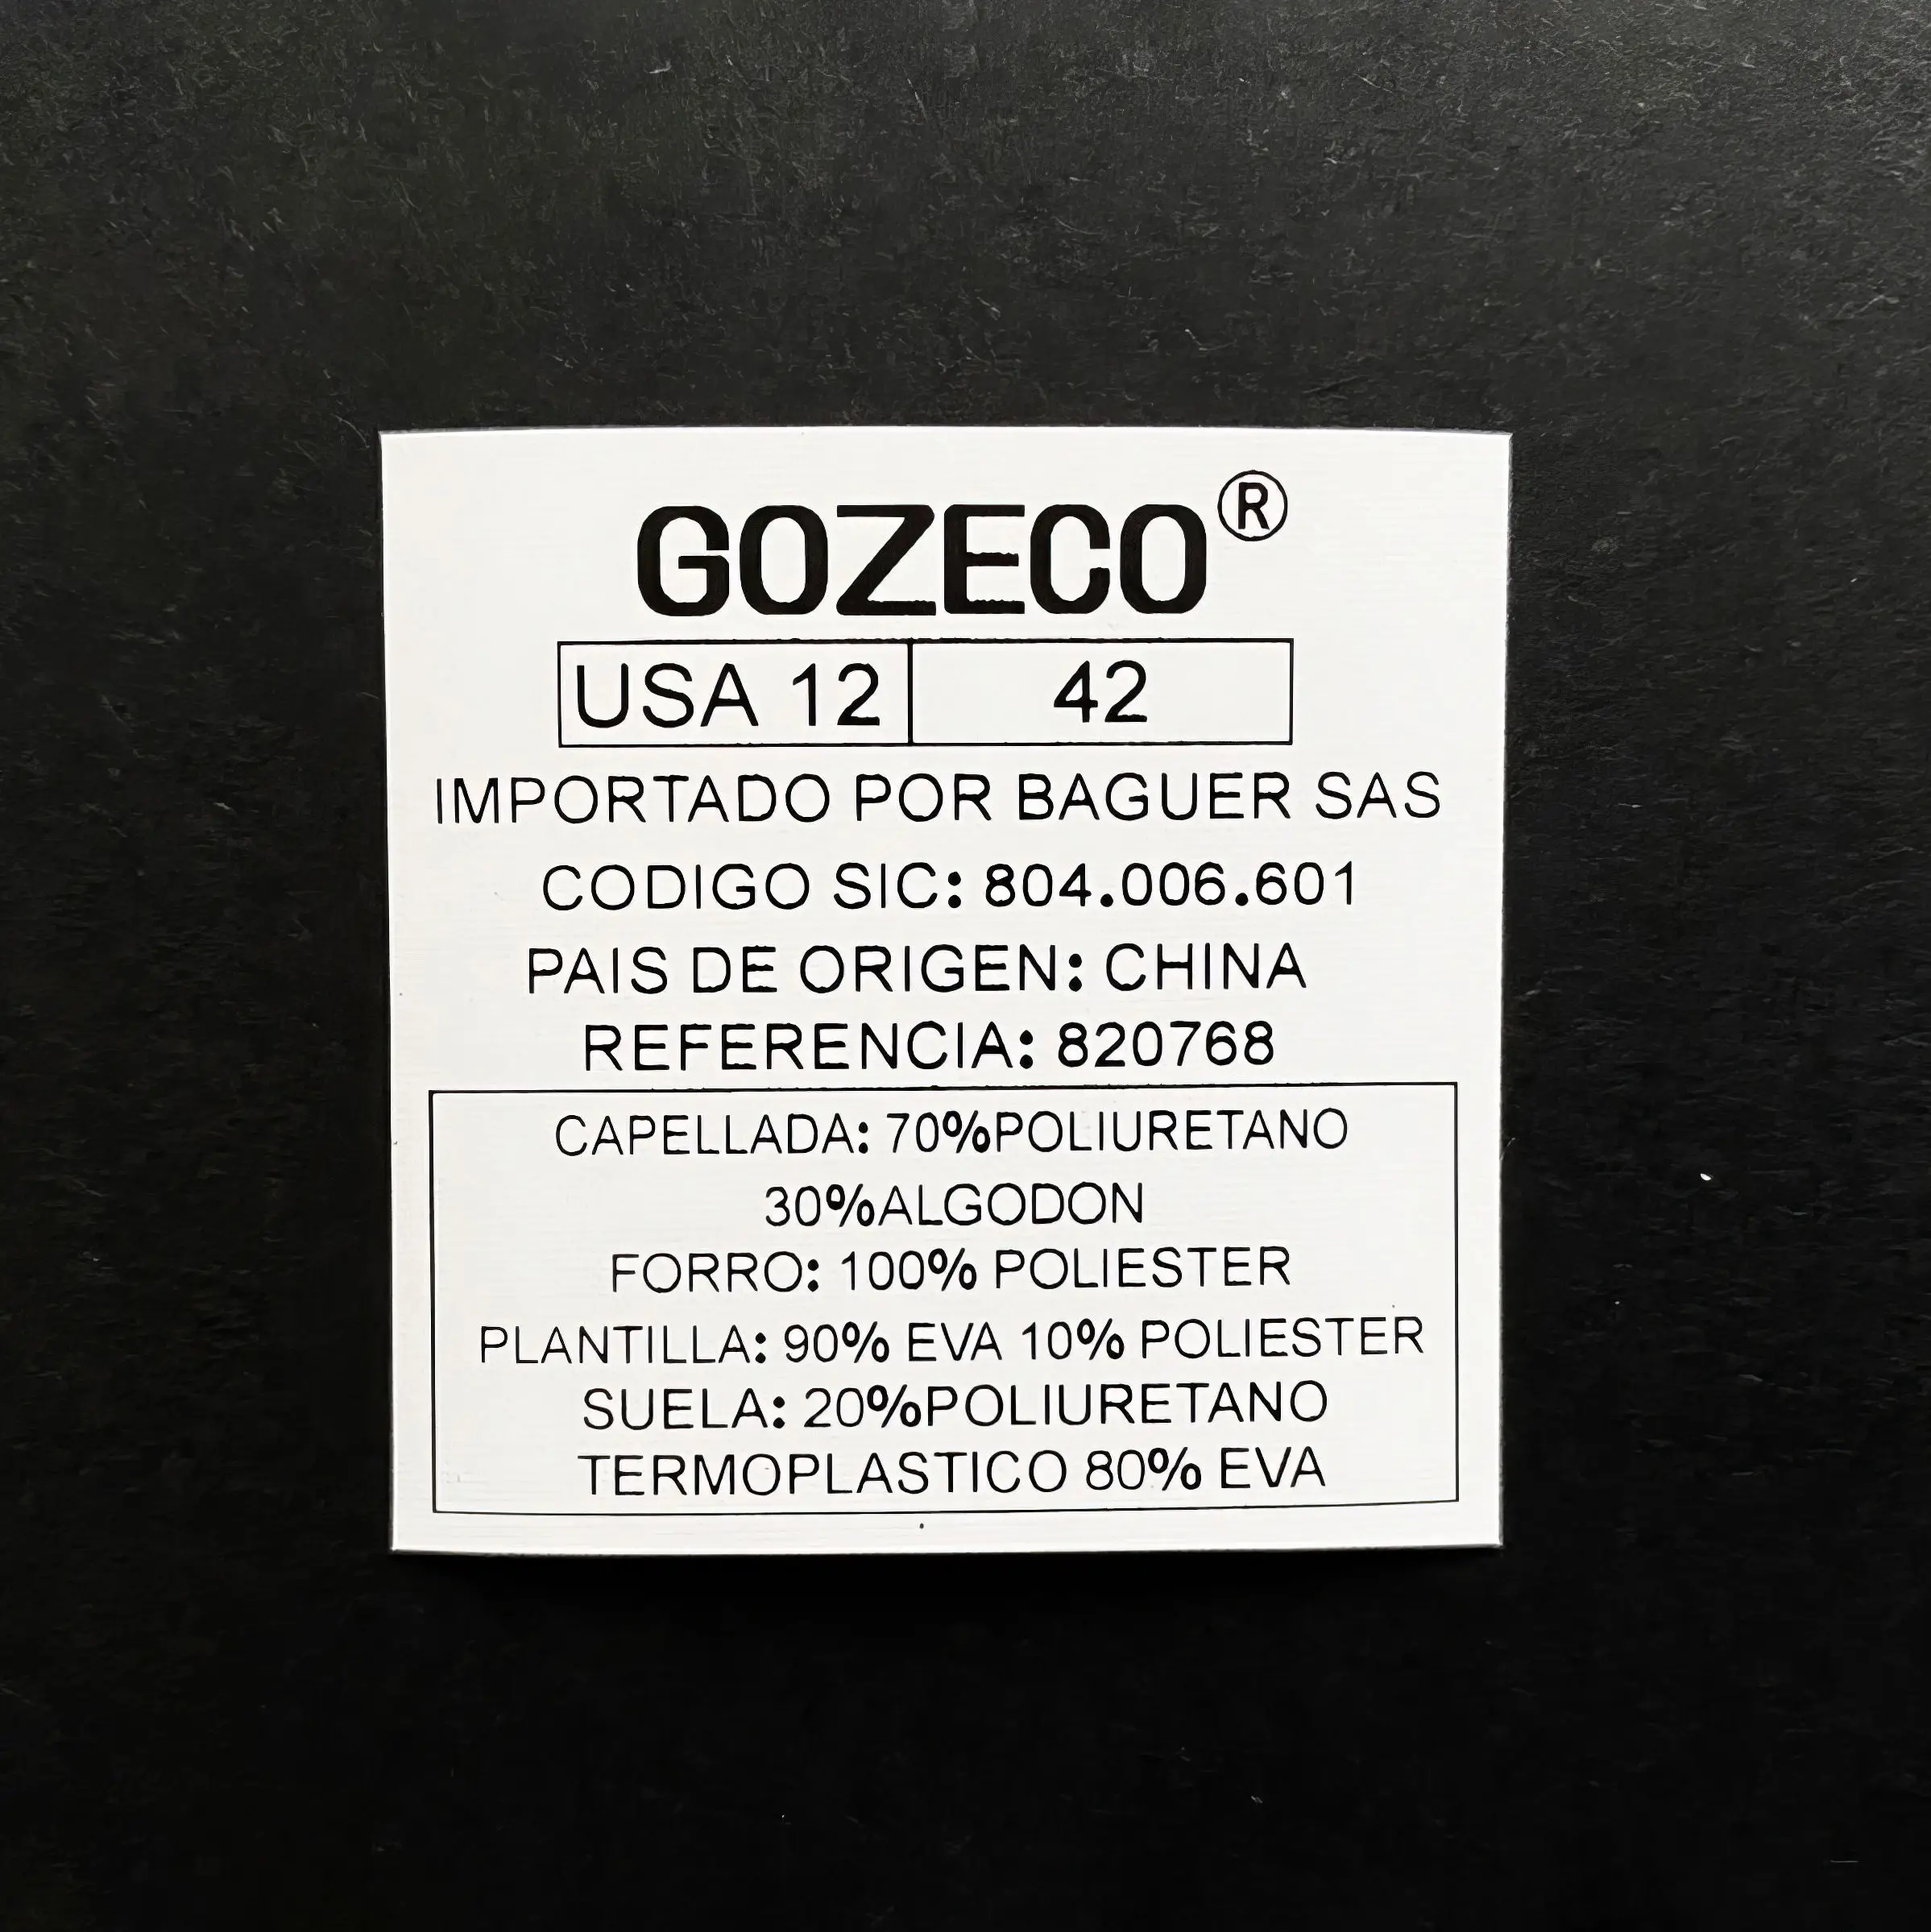 GOZECO®
USA 12 42
IMPORTADO POR BAGUER SAS
CODIGO SIC: 804.006.601
PAIS DE ORIGEN: CHINA
REFERENCIA: 820768
CAPELLADA: 70%POLIURETANO
30%ALGODON
FORRO: 100% POLIESTER
PLANTILLA: 90% EVA 10% POLIESTER
SUELA: 20%POLIURETANO
TERMOPLASTICO 80% EVA